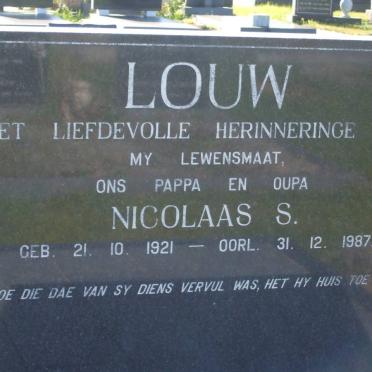 LOUW
ET LIEFDEVOLLE HERINNERINGE
MY LEWENSMAAT,
ONS PAPPA EN OUPA
NICOLAAS S.
GEB. 21. 10. 1921 — OORL. 31. 12. 1987
OE DIE DAE VAN SY DIENS VERVUL WAS, HET HY HUIS TOE